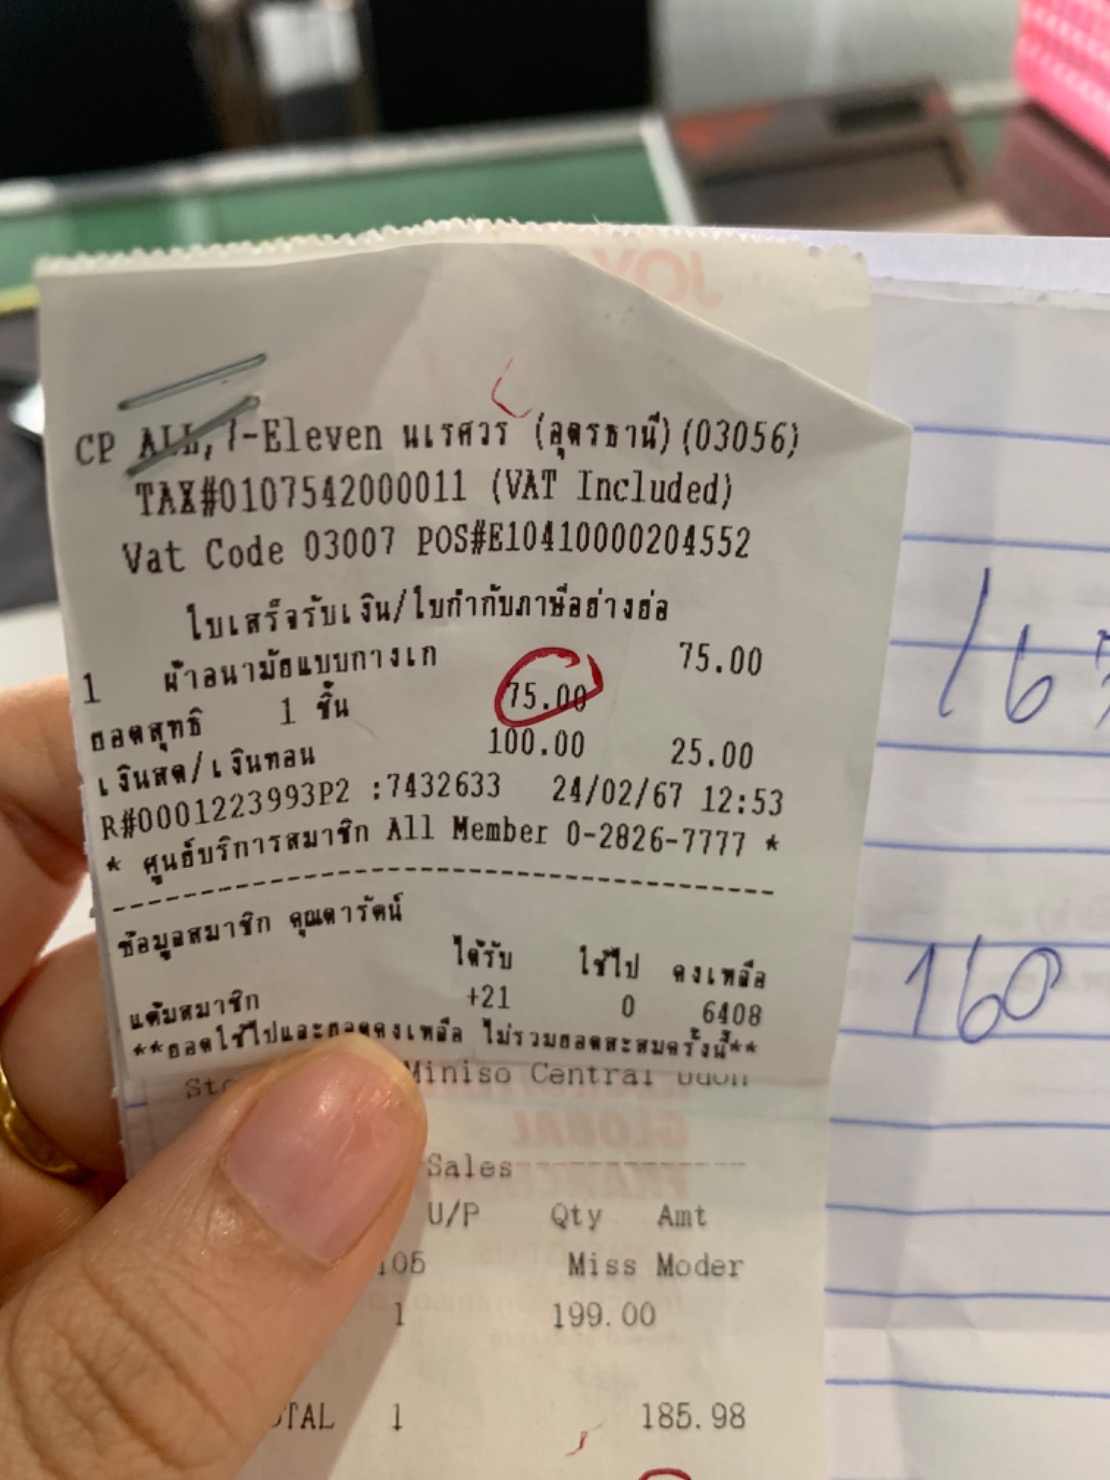 CP ALL, 7-Eleven นเรศวร (อุดรธานี) (03056)
TAX#0107542000011 (VAT Included)
Vat Code 03007 POS#E10410000204552
ใบเสร็จรับเงิน/ใบกำกับภาษีอย่างย่อ
1 ผ้าอนามัยแบบกางเก 75.00
ยอดสุทธิ 1 ชิ้น 75.00
เงินสด/เงินทอน 100.00 25.00
R#0001223993P2 :7432633 24/02/67 12:53
* ศูนย์บริการสมาชิก All Member 0-2826-7777 *
ข้อมูลสมาชิก คุณดารัตน์
ได้รับ ใช้ไป คงเหลือ
แต้มสมาชิก +21 0 6408
**ยอดใช้ไปและยอดคงเหลือ ไม่รวมยอดสะสมครั้งนี้**
Miniso Central Udon
Sales
U/P Qty Amt
Miss Moder
1 199.00
1 185.98
JOY
GLOBAL
160